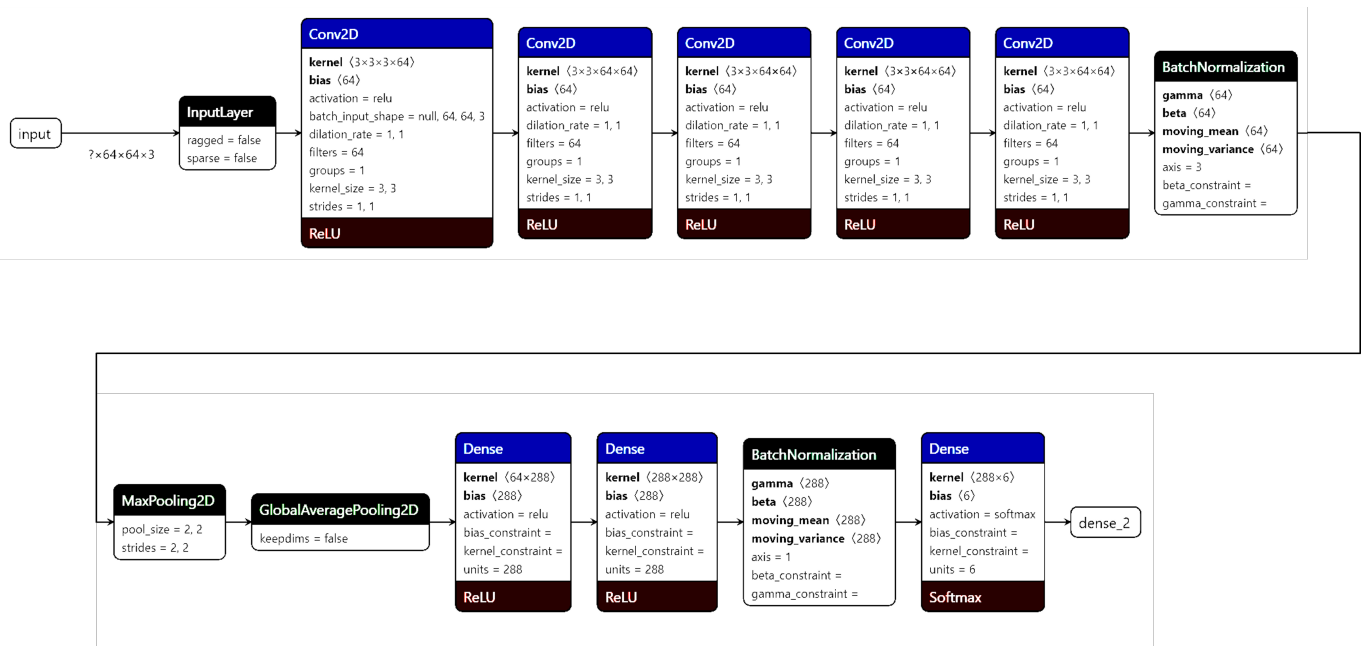 input
?×64×64×3
InputLayer
ragged = false
sparse = false
Conv2D
kernel ⟨3×3×3×64⟩
bias ⟨64⟩
activation = relu
batch_input_shape = null, 64, 64, 3
dilation_rate = 1, 1
filters = 64
groups = 1
kernel_size = 3, 3
strides = 1, 1
ReLU
Conv2D
kernel ⟨3×3×64×64⟩
bias ⟨64⟩
activation = relu
dilation_rate = 1, 1
filters = 64
groups = 1
kernel_size = 3, 3
strides = 1, 1
ReLU
Conv2D
kernel ⟨3×3×64×64⟩
bias ⟨64⟩
activation = relu
dilation_rate = 1, 1
filters = 64
groups = 1
kernel_size = 3, 3
strides = 1, 1
ReLU
Conv2D
kernel ⟨3×3×64×64⟩
bias ⟨64⟩
activation = relu
dilation_rate = 1, 1
filters = 64
groups = 1
kernel_size = 3, 3
strides = 1, 1
ReLU
Conv2D
kernel ⟨3×3×64×64⟩
bias ⟨64⟩
activation = relu
dilation_rate = 1, 1
filters = 64
groups = 1
kernel_size = 3, 3
strides = 1, 1
ReLU
BatchNormalization
gamma ⟨64⟩
beta ⟨64⟩
moving_mean ⟨64⟩
moving_variance ⟨64⟩
axis = 3
beta_constraint =
gamma_constraint =
MaxPooling2D
pool_size = 2, 2
strides = 2, 2
GlobalAveragePooling2D
keepdims = false
Dense
kernel ⟨64×288⟩
bias ⟨288⟩
activation = relu
bias_constraint =
kernel_constraint =
units = 288
ReLU
Dense
kernel ⟨288×288⟩
bias ⟨288⟩
activation = relu
bias_constraint =
kernel_constraint =
units = 288
ReLU
BatchNormalization
gamma ⟨288⟩
beta ⟨288⟩
moving_mean ⟨288⟩
moving_variance ⟨288⟩
axis = 1
beta_constraint =
gamma_constraint =
Dense
kernel ⟨288×6⟩
bias ⟨6⟩
activation = softmax
bias_constraint =
kernel_constraint =
units = 6
Softmax
dense_2